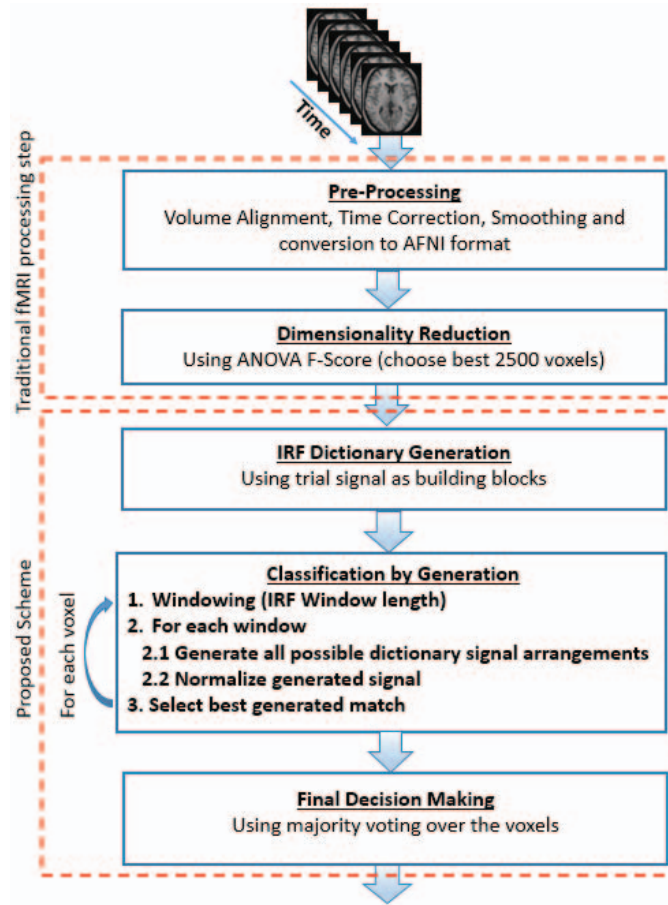 Time
Traditional fMRI processing step
Pre-Processing
Volume Alignment, Time Correction, Smoothing and
conversion to AFNI format
Dimensionality Reduction
Using ANOVA F-Score (choose best 2500 voxels)
Proposed Scheme
IRF Dictionary Generation
Using trial signal as building blocks
For each voxel
Classification by Generation
1. Windowing (IRF Window length)
2. For each window
2.1 Generate all possible dictionary signal arrangements
2.2 Normalize generated signal
3. Select best generated match
Final Decision Making
Using majority voting over the voxels